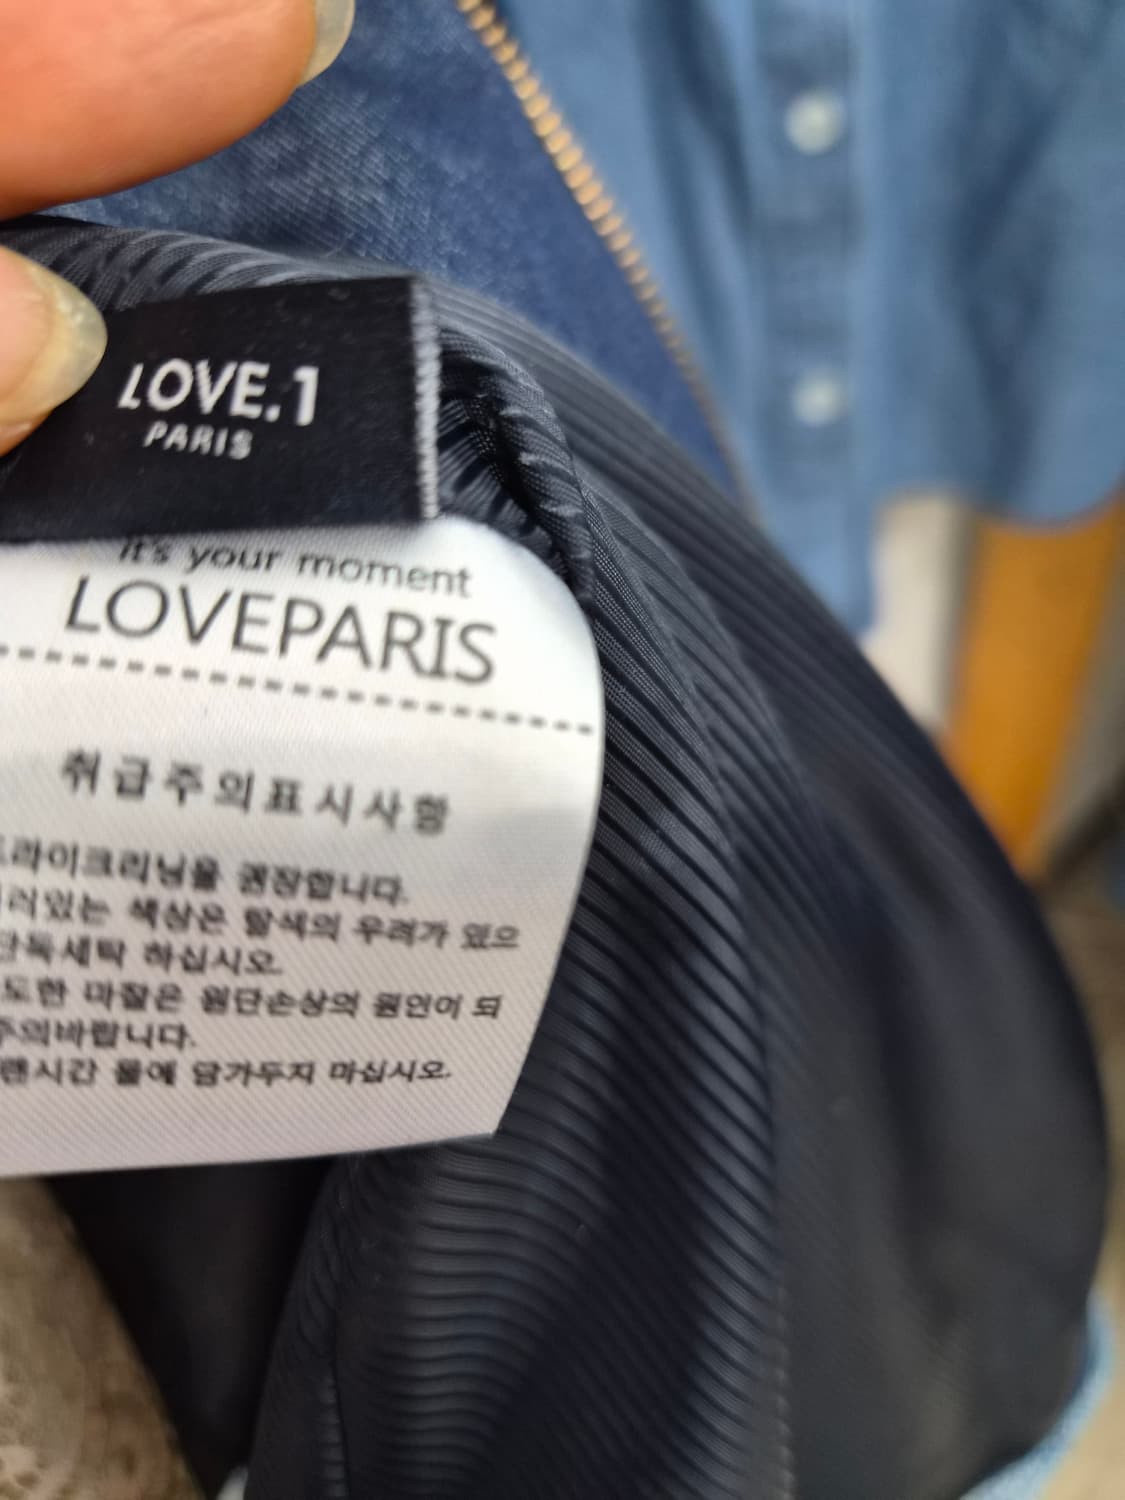 LOVE.1
PARIS
it's your moment
LOVEPARIS
취급주의표시사항
드라이크리닝을 권장합니다.
러있는 색상은 탈색의 우려가 있으
단독세탁 하십시오.
도한 마찰은 원단손상의 원인이 되
주의바랍니다.
랜시간 물에 담가두지 마십시오.